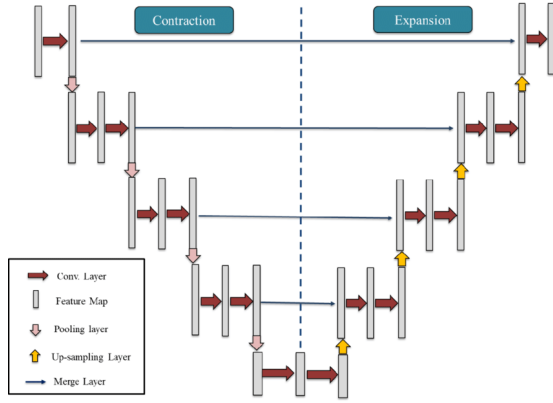 Contraction
Expansion
Conv. Layer
Feature Map
Pooling layer
Up-sampling Layer
Merge Layer